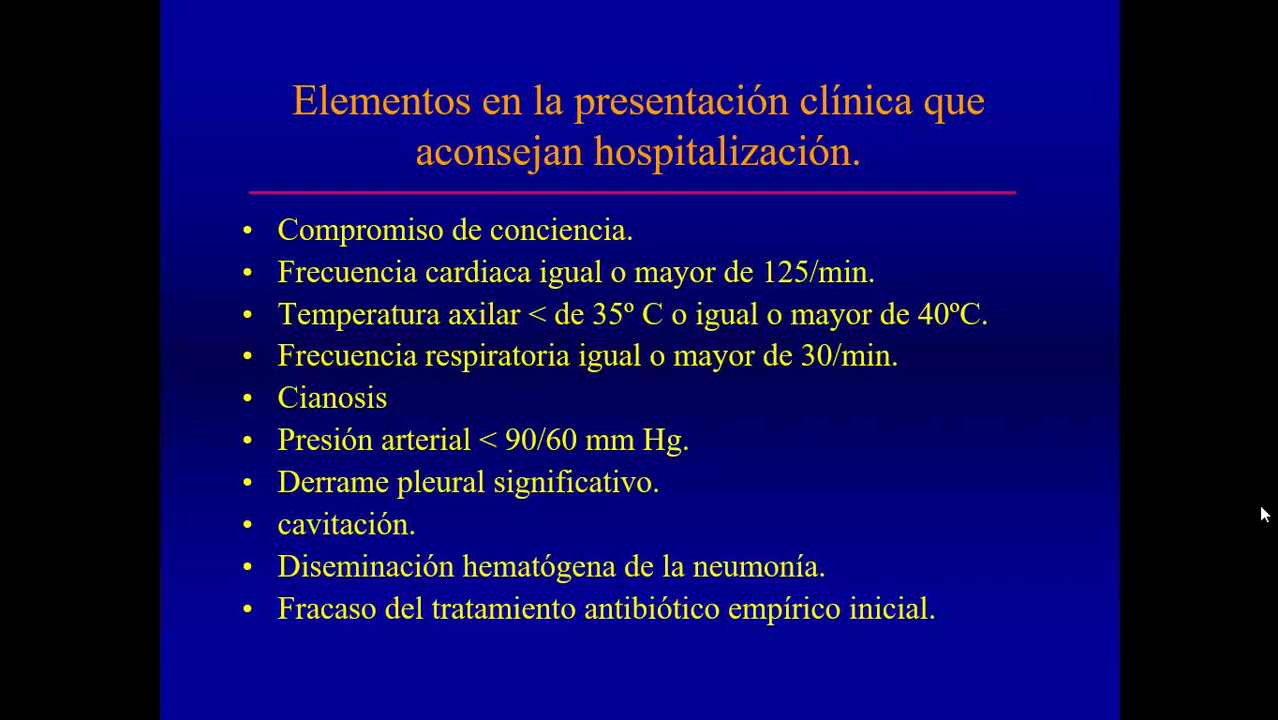 Elementos en la presentación clínica que
aconsejan hospitalización.
• Compromiso de conciencia.
• Frecuencia cardiaca igual o mayor de 125/min.
• Temperatura axilar < de 35º C o igual o mayor de 40ºC.
• Frecuencia respiratoria igual o mayor de 30/min.
• Cianosis
• Presión arterial < 90/60 mm Hg.
• Derrame pleural significativo.
• cavitación.
• Diseminación hematógena de la neumonía.
• Fracaso del tratamiento antibiótico empírico inicial.